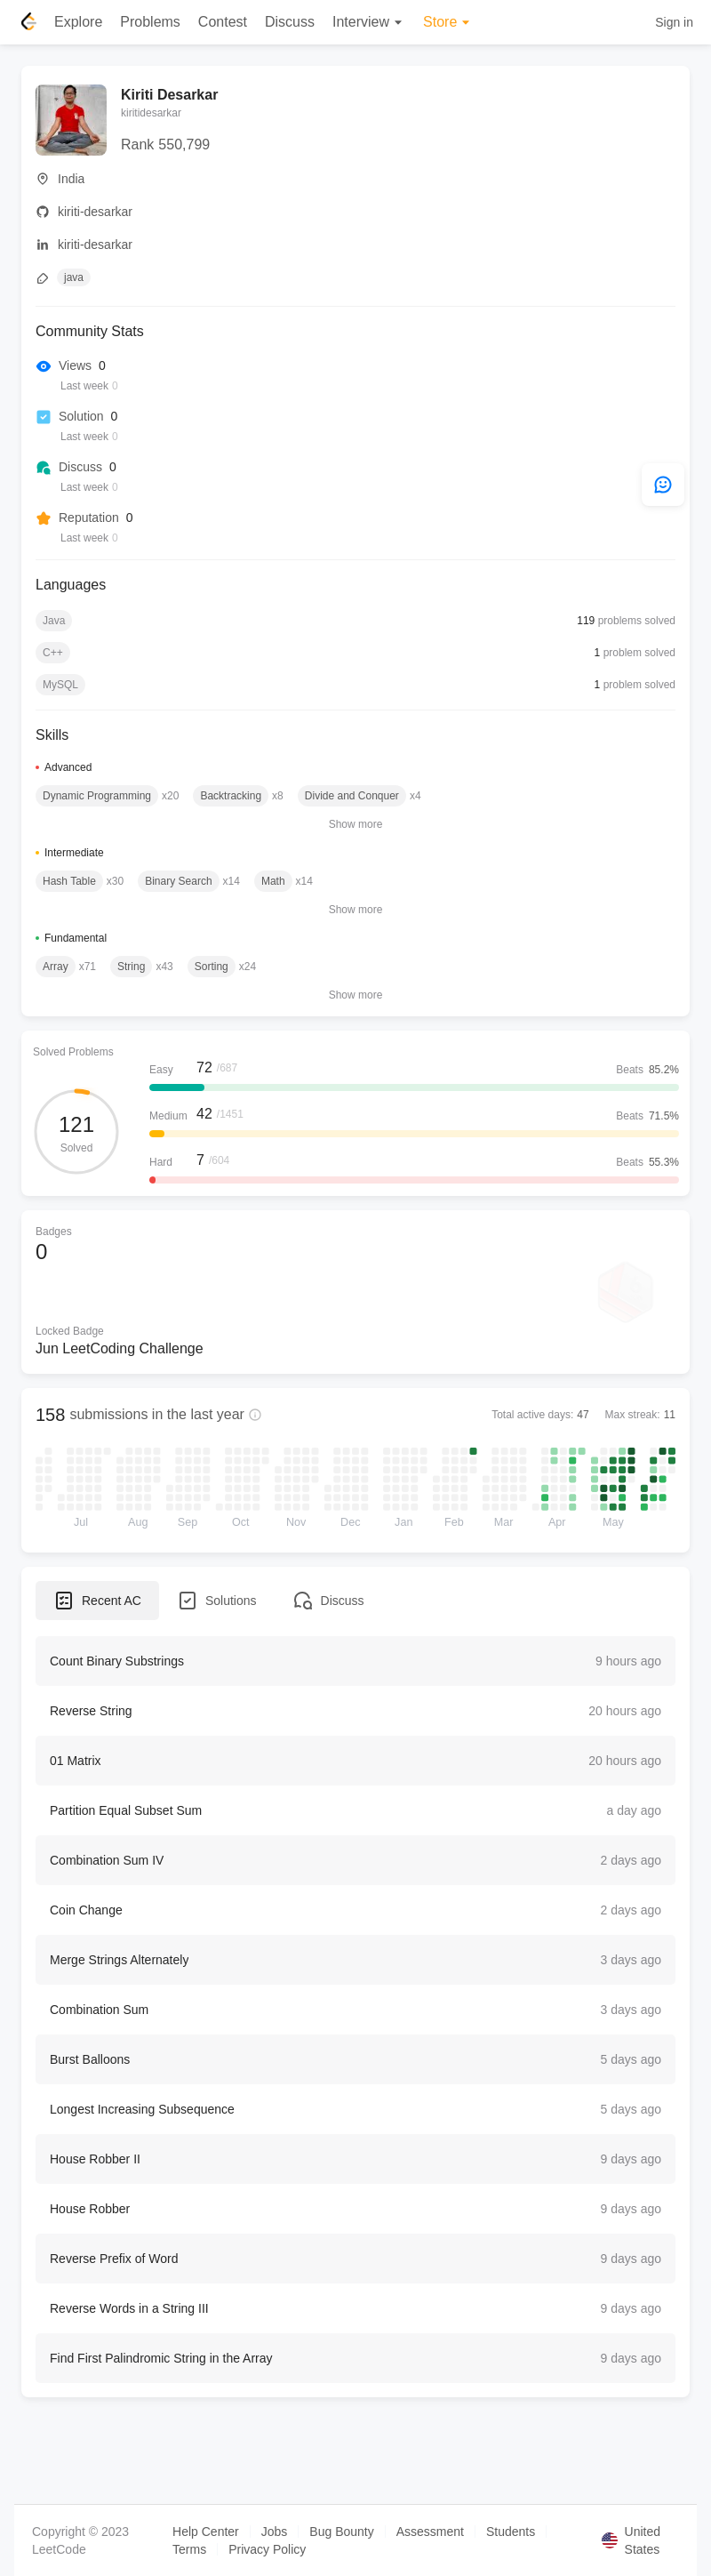 Explore Problems Contest Discuss Interview Store Sign in
Kiriti Desarkar
kiritidesarkar
Rank 550,799
India
kiriti-desarkar
kiriti-desarkar
java
Community Stats
Views 0
Last week 0
Solution 0
Last week 0
Discuss 0
Last week 0
Reputation 0
Last week 0
Languages
Java 119 problems solved
C++ 1 problem solved
MySQL 1 problem solved
Skills
Advanced
Dynamic Programming x20 Backtracking x8 Divide and Conquer x4
Show more
Intermediate
Hash Table x30 Binary Search x14 Math x14
Show more
Fundamental
Array x71 String x43 Sorting x24
Show more
Solved Problems
121
Solved
Easy 72 /687 Beats 85.2%
Medium 42 /1451 Beats 71.5%
Hard 7 /604 Beats 55.3%
Badges
0
Locked Badge
Jun LeetCoding Challenge
158 submissions in the last year Total active days: 47 Max streak: 11
Jul Aug Sep Oct Nov Dec Jan Feb Mar Apr May
Recent AC Solutions Discuss
Count Binary Substrings 9 hours ago
Reverse String 20 hours ago
01 Matrix 20 hours ago
Partition Equal Subset Sum a day ago
Combination Sum IV 2 days ago
Coin Change 2 days ago
Merge Strings Alternately 3 days ago
Combination Sum 3 days ago
Burst Balloons 5 days ago
Longest Increasing Subsequence 5 days ago
House Robber II 9 days ago
House Robber 9 days ago
Reverse Prefix of Word 9 days ago
Reverse Words in a String III 9 days ago
Find First Palindromic String in the Array 9 days ago
Copyright © 2023 LeetCode
Help Center Jobs Bug Bounty Assessment Students
Terms Privacy Policy
United States